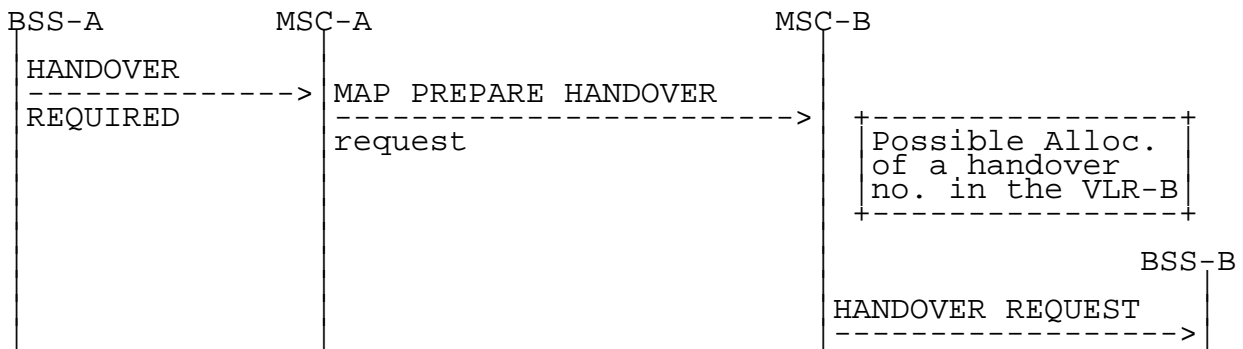 BSS-A MSC-A MSC-B
HANDOVER
REQUIRED
MAP PREPARE HANDOVER
request
Possible Alloc.
of a handover
no. in the VLR-B
BSS-B
HANDOVER REQUEST